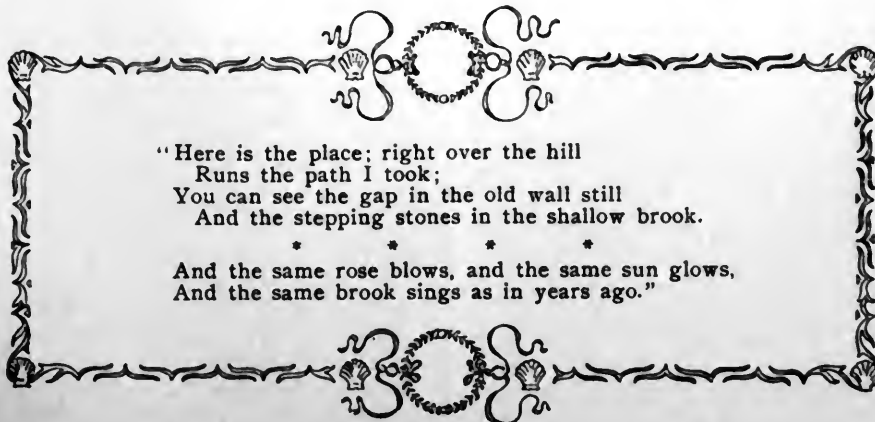 “Here is the place; right over the hill
Runs the path I took;
You can see the gap in the old wall still
And the stepping stones in the shallow brook.
* * * *
And the same rose blows, and the same sun glows,
And the same brook sings as in years ago.”